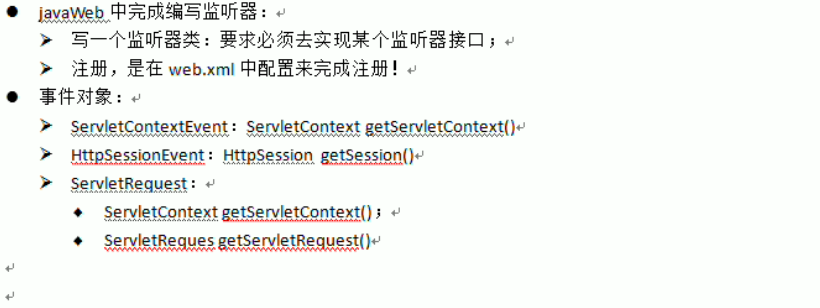 javaWeb 中完成编写监听器：
写一个监听器类：要求必须去实现某个监听器接口；
注册，是在 web.xml 中配置来完成注册！
事件对象：
ServletContextEvent：ServletContext getServletContext()
HttpSessionEvent：HttpSession getSession()
ServletRequest：
ServletContext getServletContext()；
ServletReques getServletRequest()